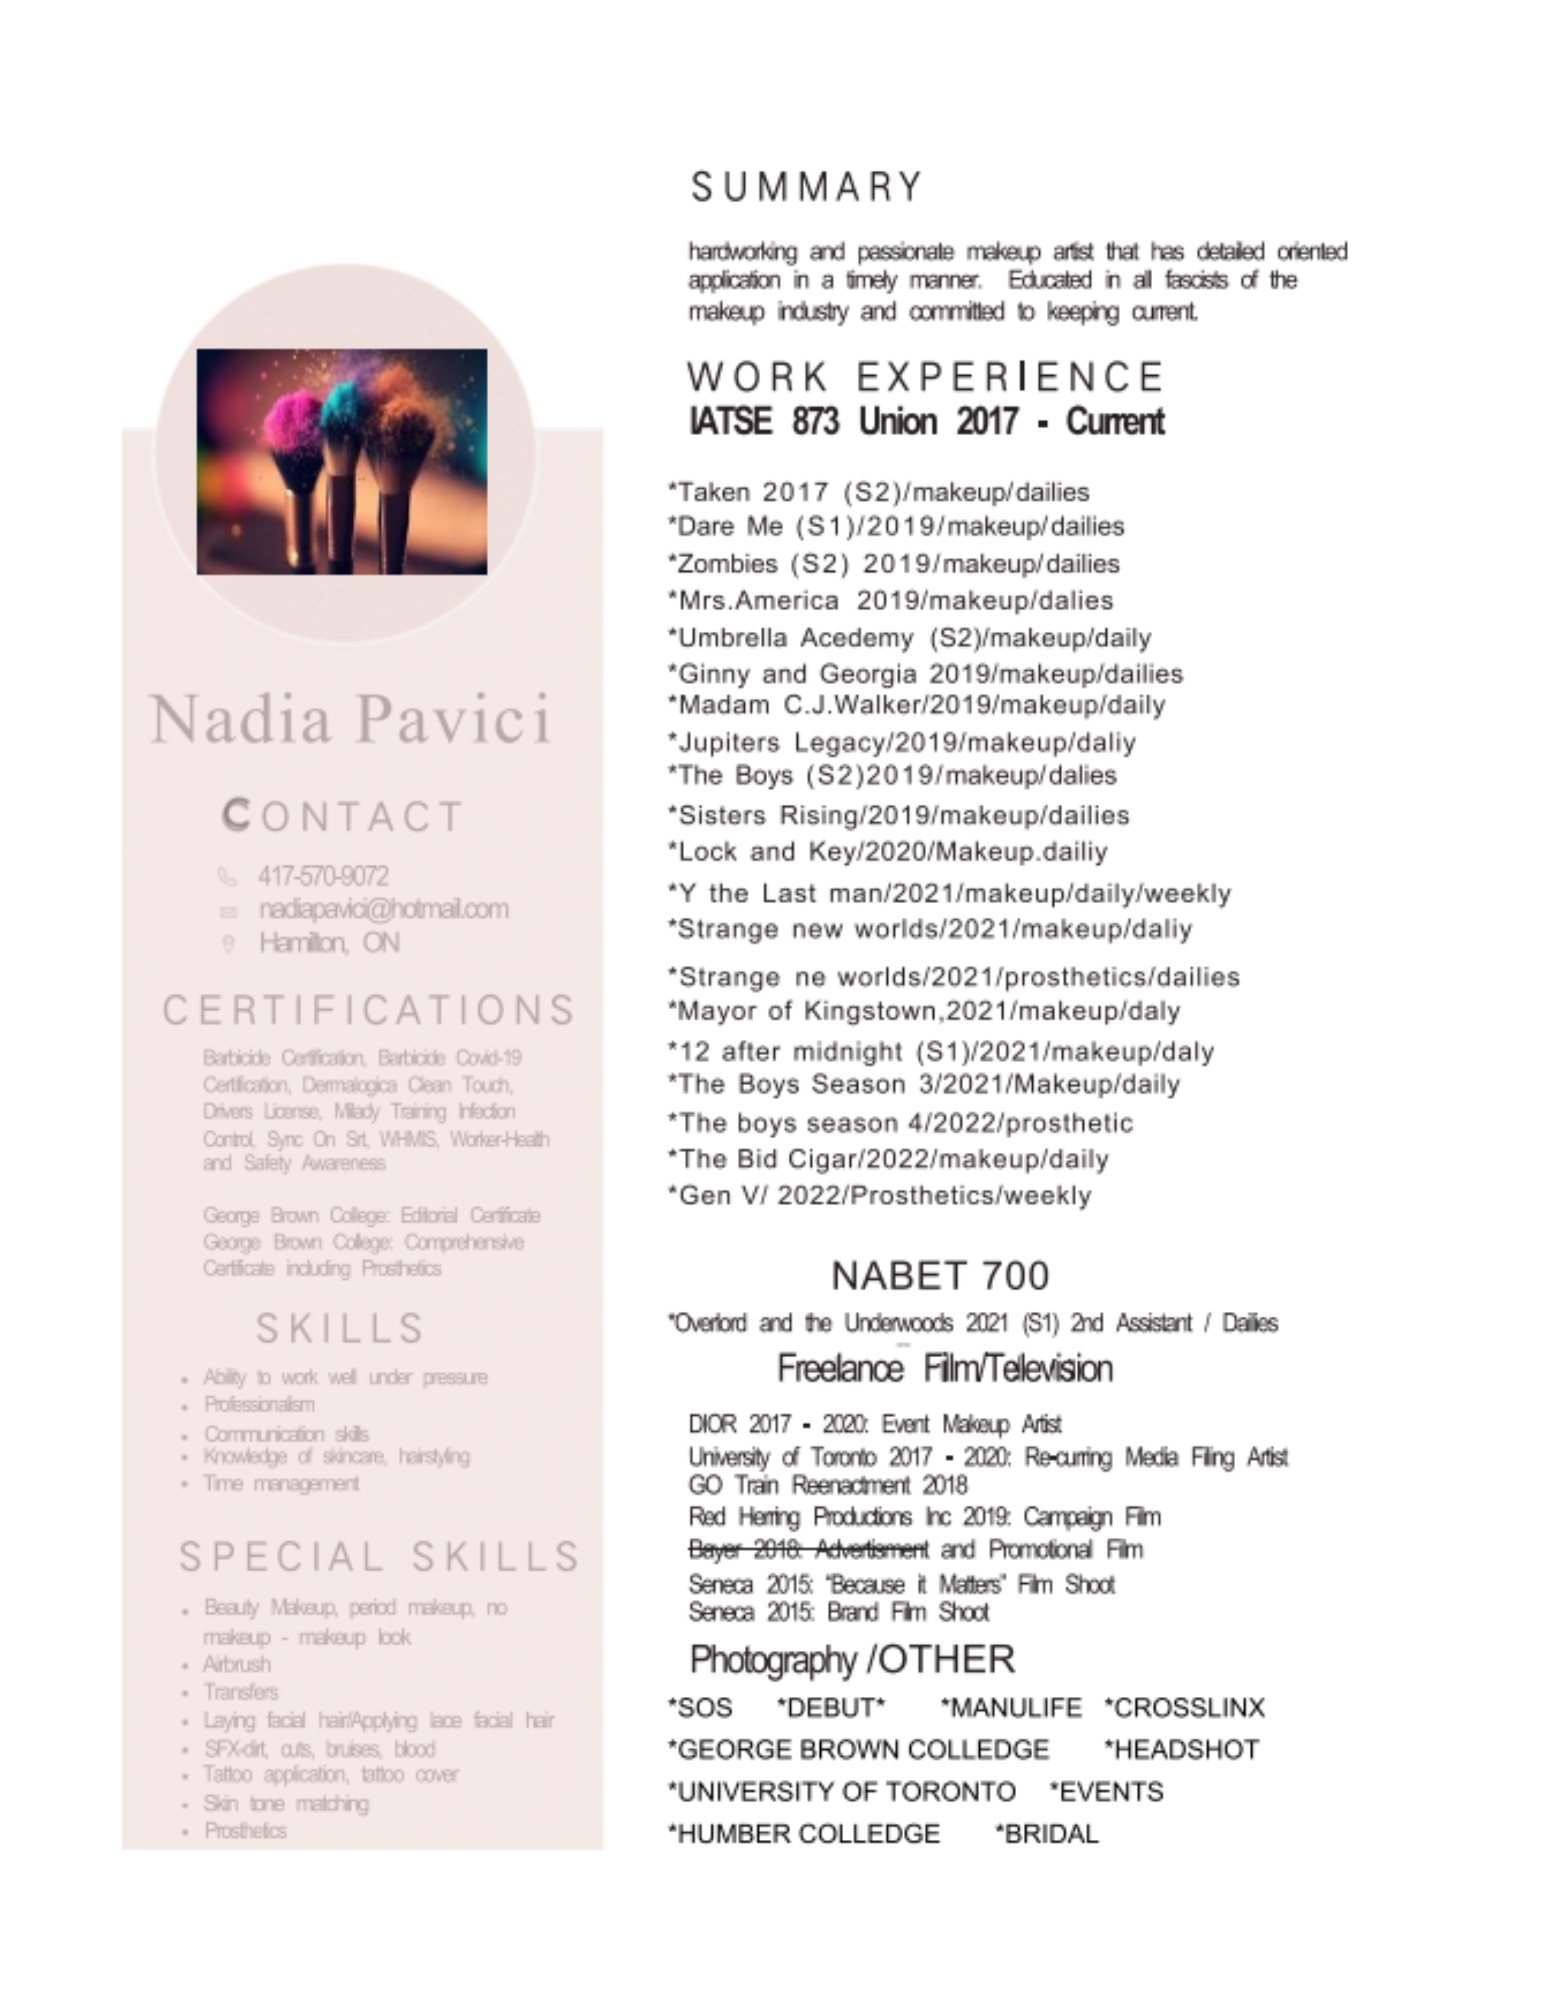 Nadia Pavici
CONTACT
417-570-9072
nadiapavici@hotmail.com
Hamilton, ON
CERTIFICATIONS
Barbicide Certification, Barbicide Covid-19
Certification, Dermalogica Clean Touch,
Drivers License, Milady Training Infection
Control, Sync On Srt, WHMIS, Worker-Health
and Safety Awareness
George Brown College: Editorial Certificate
George Brown College: Comprehensive
Certificate including Prosthetics
SKILLS
• Ability to work well under pressure
• Professionalism
• Communication skills
• Knowledge of skincare, hairstyling
• Time management
SPECIAL SKILLS
• Beauty Makeup, period makeup, no
makeup - makeup look
• Airbrush
• Transfers
• Laying facial hair/Applying lace facial hair
• SFX-dirt, cuts, bruises, blood
• Tattoo application, tattoo cover
• Skin tone matching
• Prosthetics
SUMMARY
hardworking and passionate makeup artist that has detailed oriented
application in a timely manner. Educated in all fascists of the
makeup industry and committed to keeping current.
WORK EXPERIENCE
IATSE 873 Union 2017 - Current
*Taken 2017 (S2)/makeup/dailies
*Dare Me (S1)/2019/makeup/dailies
*Zombies (S2) 2019/makeup/dailies
*Mrs.America 2019/makeup/dalies
*Umbrella Acedemy (S2)/makeup/daily
*Ginny and Georgia 2019/makeup/dailies
*Madam C.J.Walker/2019/makeup/daily
*Jupiters Legacy/2019/makeup/daliy
*The Boys (S2)2019/makeup/dalies
*Sisters Rising/2019/makeup/dailies
*Lock and Key/2020/Makeup.dailiy
*Y the Last man/2021/makeup/daily/weekly
*Strange new worlds/2021/makeup/daliy
*Strange ne worlds/2021/prosthetics/dailies
*Mayor of Kingstown,2021/makeup/daly
*12 after midnight (S1)/2021/makeup/daly
*The Boys Season 3/2021/Makeup/daily
*The boys season 4/2022/prosthetic
*The Bid Cigar/2022/makeup/daily
*Gen V/ 2022/Prosthetics/weekly
NABET 700
*Overlord and the Underwoods 2021 (S1) 2nd Assistant / Dailies
Freelance Film/Television
DIOR 2017 - 2020: Event Makeup Artist
University of Toronto 2017 - 2020: Re-curring Media Filing Artist
GO Train Reenactment 2018
Red Herring Productions Inc 2019: Campaign Film
Bayer 2018: Advertisment and Promotional Film
Seneca 2015: "Because it Matters" Film Shoot
Seneca 2015: Brand Film Shoot
Photography /OTHER
*SOS *DEBUT* *MANULIFE *CROSSLINX
*GEORGE BROWN COLLEDGE *HEADSHOT
*UNIVERSITY OF TORONTO *EVENTS
*HUMBER COLLEDGE *BRIDAL